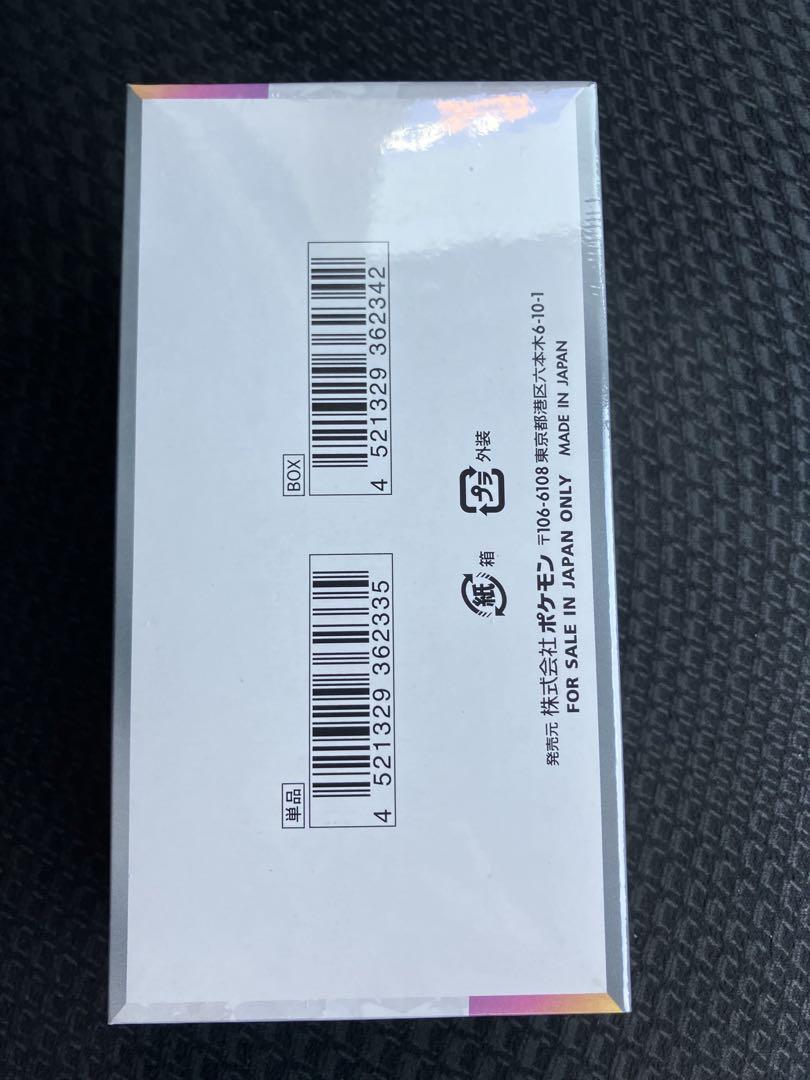 単品
4 521329 362335
BOX
4 521329 362342
紙 箱
プラ 外装
発売元 株式会社 ポケモン 〒106-6108 東京都港区六本木6-10-1
FOR SALE IN JAPAN ONLY MADE IN JAPAN